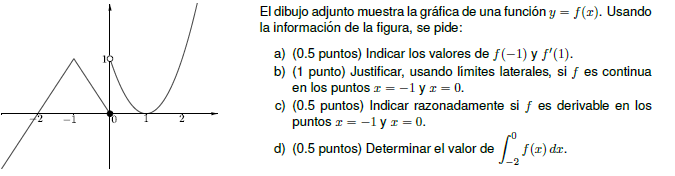 El dibujo adjunto muestra la gráfica de una función y = f(x). Usando
la información de la figura, se pide:
a) (0.5 puntos) Indicar los valores de f(−1) y f′(1).
b) (1 punto) Justificar, usando límites laterales, si f es continua
en los puntos x = −1 y x = 0.
c) (0.5 puntos) Indicar razonadamente si f es derivable en los
puntos x = −1 y x = 0.
d) (0.5 puntos) Determinar el valor de ∫_{−2}^{0} f(x) dx.
1
−2 −1 0 1 2